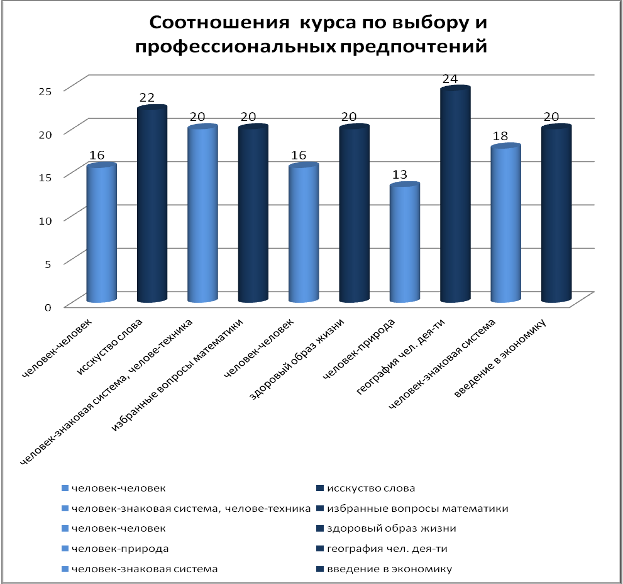 Соотношения курса по выбору и
профессиональных предпочтений
25
20
15
10
5
0
16
22
20
20
16
20
13
24
18
20
человек-человек
исскуство слова
человек-знаковая система, челове-техника
избранные вопросы математики
человек-человек
здоровый образ жизни
человек-природа
география чел. дея-ти
человек-знаковая система
введение в экономику
человек-человек исскуство слова
человек-знаковая система, челове-техника избранные вопросы математики
человек-человек здоровый образ жизни
человек-природа география чел. дея-ти
человек-знаковая система введение в экономику